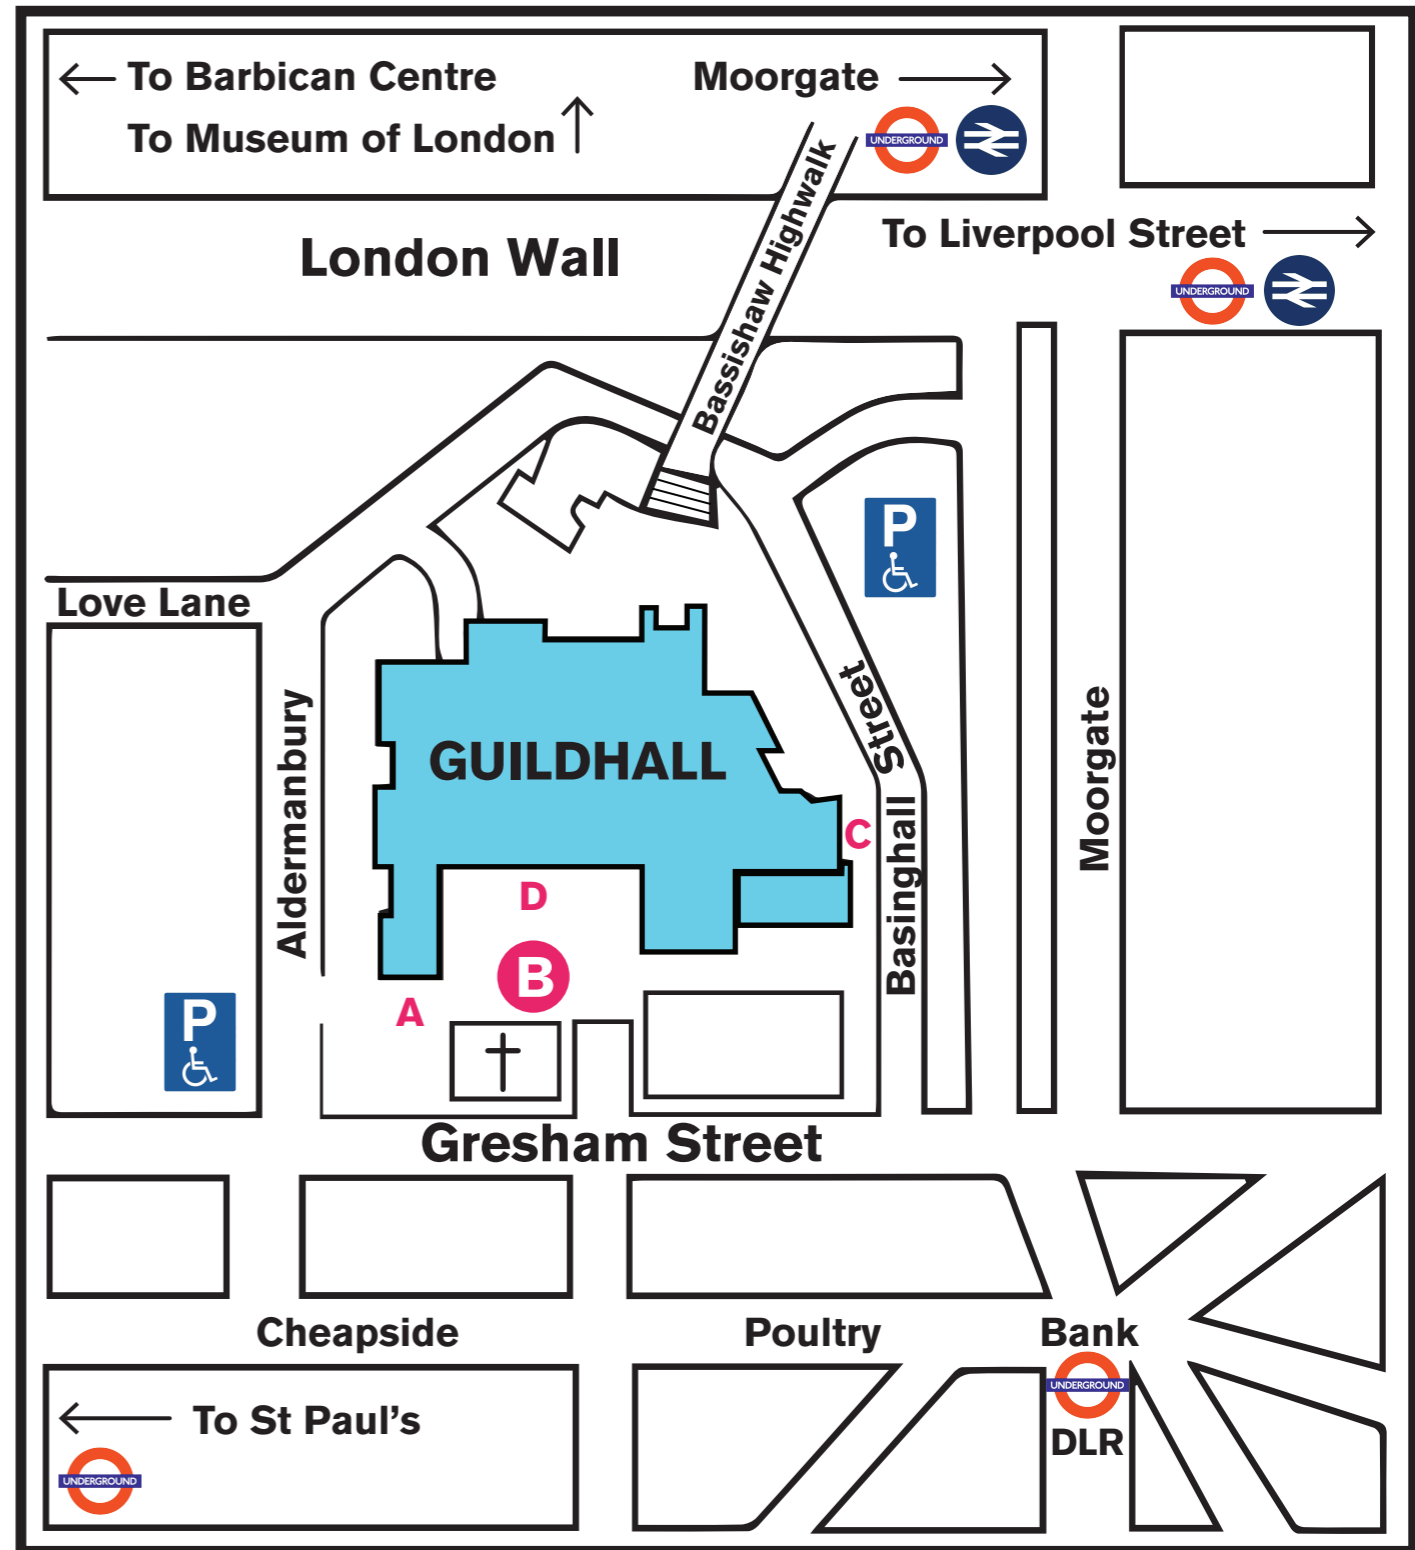 To Barbican Centre
Moorgate
To Museum of London
UNDERGROUND
Bassishaw Highwalk
London Wall
To Liverpool Street
UNDERGROUND
P
Love Lane
Aldermanbury
GUILDHALL
Basinghall Street
Moorgate
C
D
B
A
P
Gresham Street
Cheapside
Poultry
Bank
UNDERGROUND
DLR
To St Paul's
UNDERGROUND